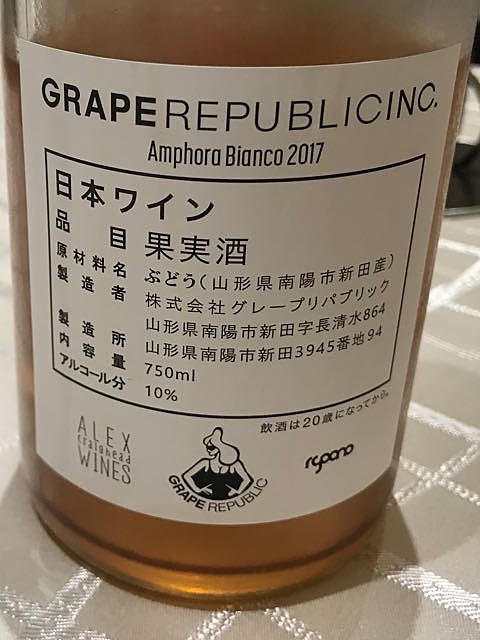 GRAPEREPUBLICINC.
Amphora Bianco 2017
日本ワイン
品目 果実酒
原材料名 ぶどう(山形県南陽市新田産)
製造者 株式会社グレープリパブリック
山形県南陽市新田字長清水864
製造所 山形県南陽市新田3945番地94
内容量 750ml
アルコール分 10%
飲酒は20歳になってから。
ALEX
craighead
WINES
GRAPE REPUBLIC